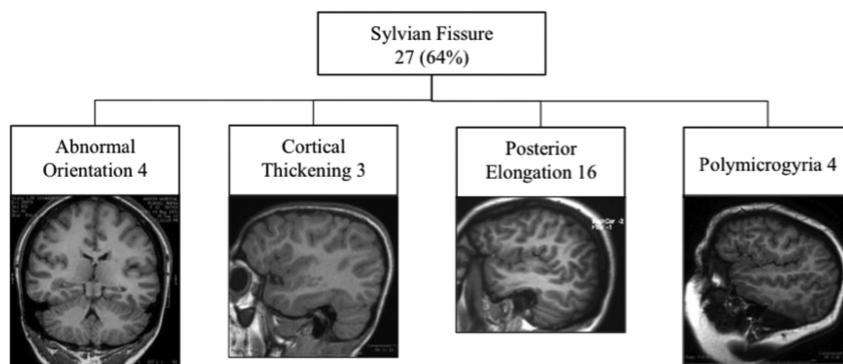 Sylvian Fissure
27 (64%)
Abnormal
Orientation 4
Cortical
Thickening 3
Posterior
Elongation 16
Polymicrogyria 4